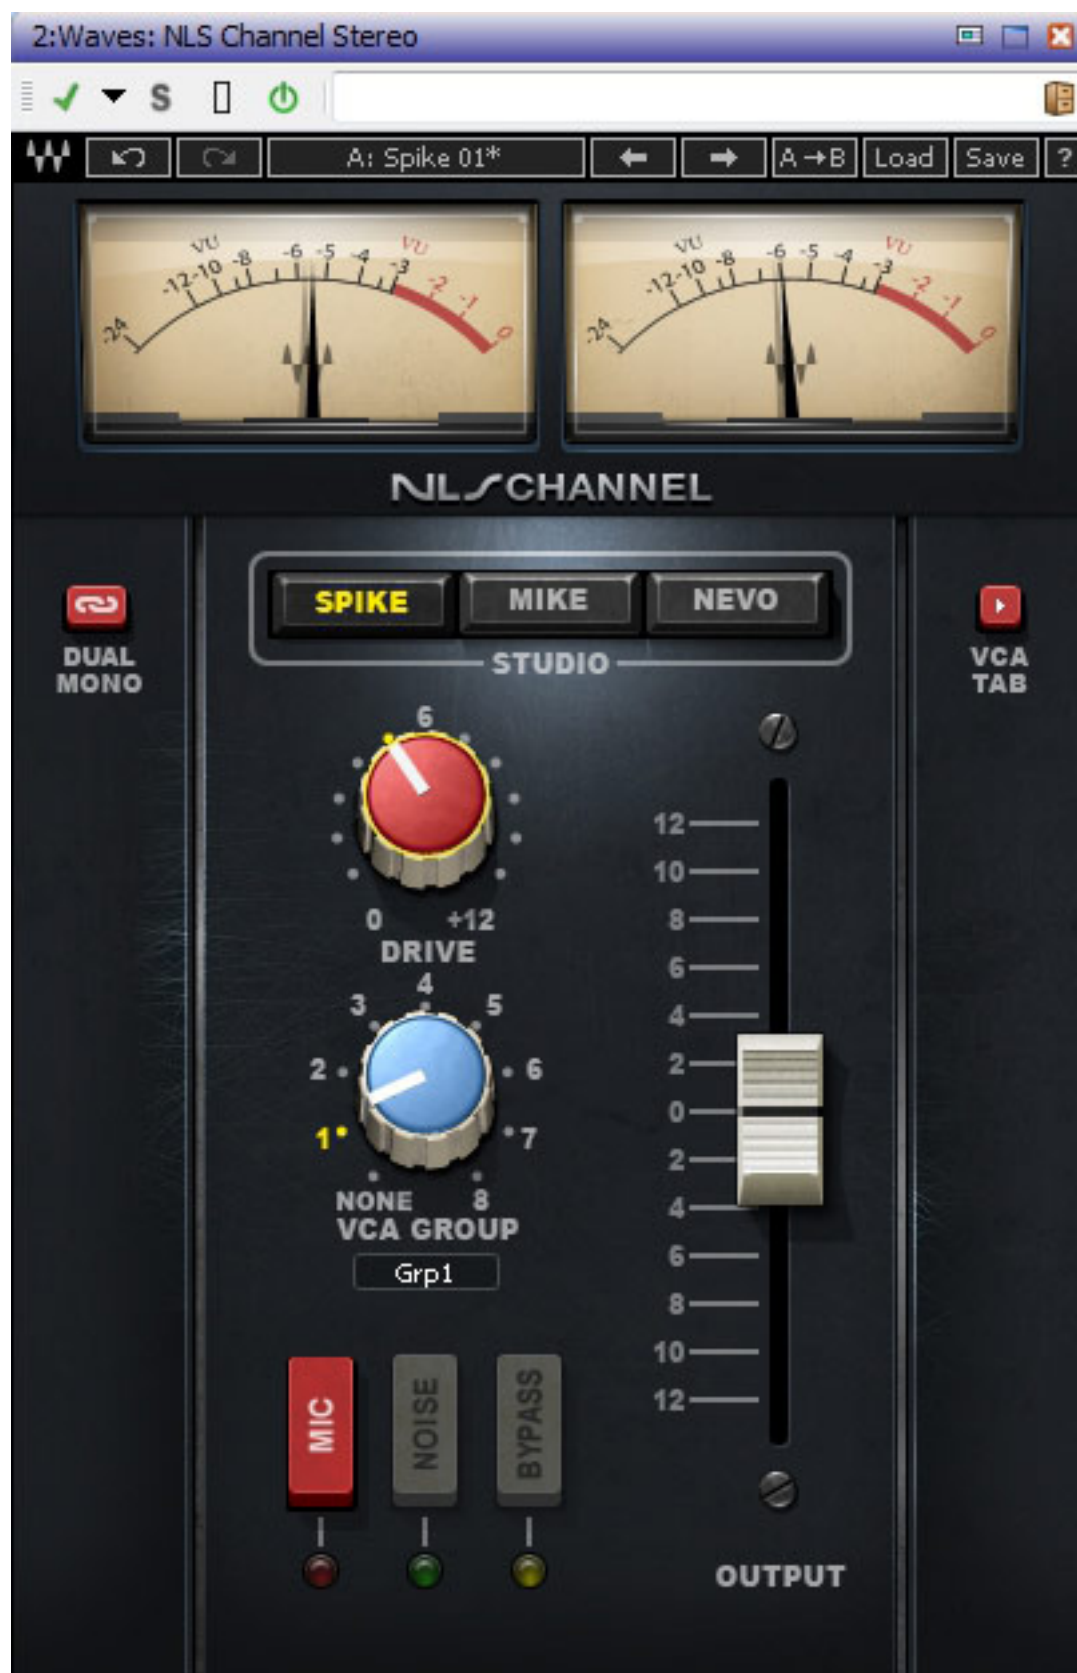 2:Waves: NLS Channel Stereo
S
A: Spike 01* A→B Load Save ?
VU VU
-24 -12 -10 -8 -6 -5 -4 -3 -2 -1 0
VU VU
-24 -12 -10 -8 -6 -5 -4 -3 -2 -1 0
NLS CHANNEL
SPIKE MIKE NEVO
STUDIO
DUAL
MONO
VCA
TAB
6
0 +12
DRIVE
4
3 5
2 6
1 7
NONE 8
VCA GROUP
Grp1
MIC NOISE BYPASS
12
10
8
6
4
2
0
2
4
6
8
10
12
OUTPUT